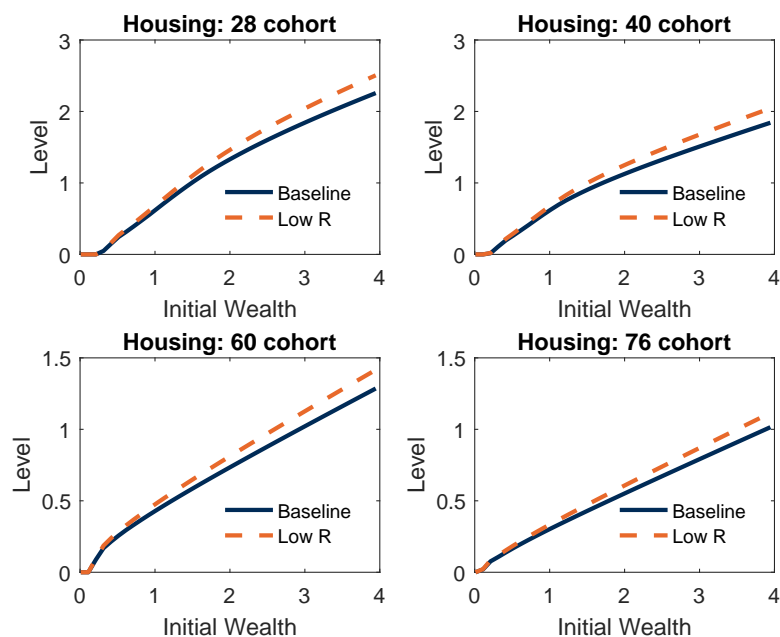 Housing: 28 cohort
3
2
1
0
Level
Baseline
Low R
0 1 2 3 4
Initial Wealth
Housing: 40 cohort
3
2
1
0
Level
Baseline
Low R
0 1 2 3 4
Initial Wealth
Housing: 60 cohort
1.5
1
0.5
0
Level
Baseline
Low R
0 1 2 3 4
Initial Wealth
Housing: 76 cohort
1.5
1
0.5
0
Level
Baseline
Low R
0 1 2 3 4
Initial Wealth